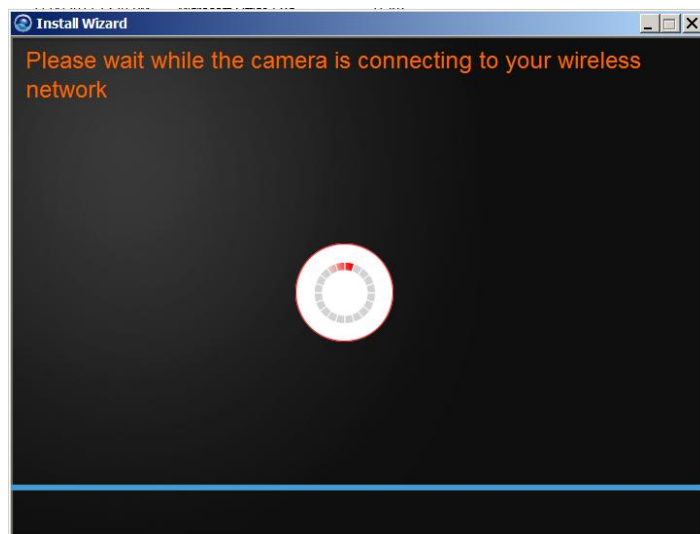 Install Wizard
Please wait while the camera is connecting to your wireless
network